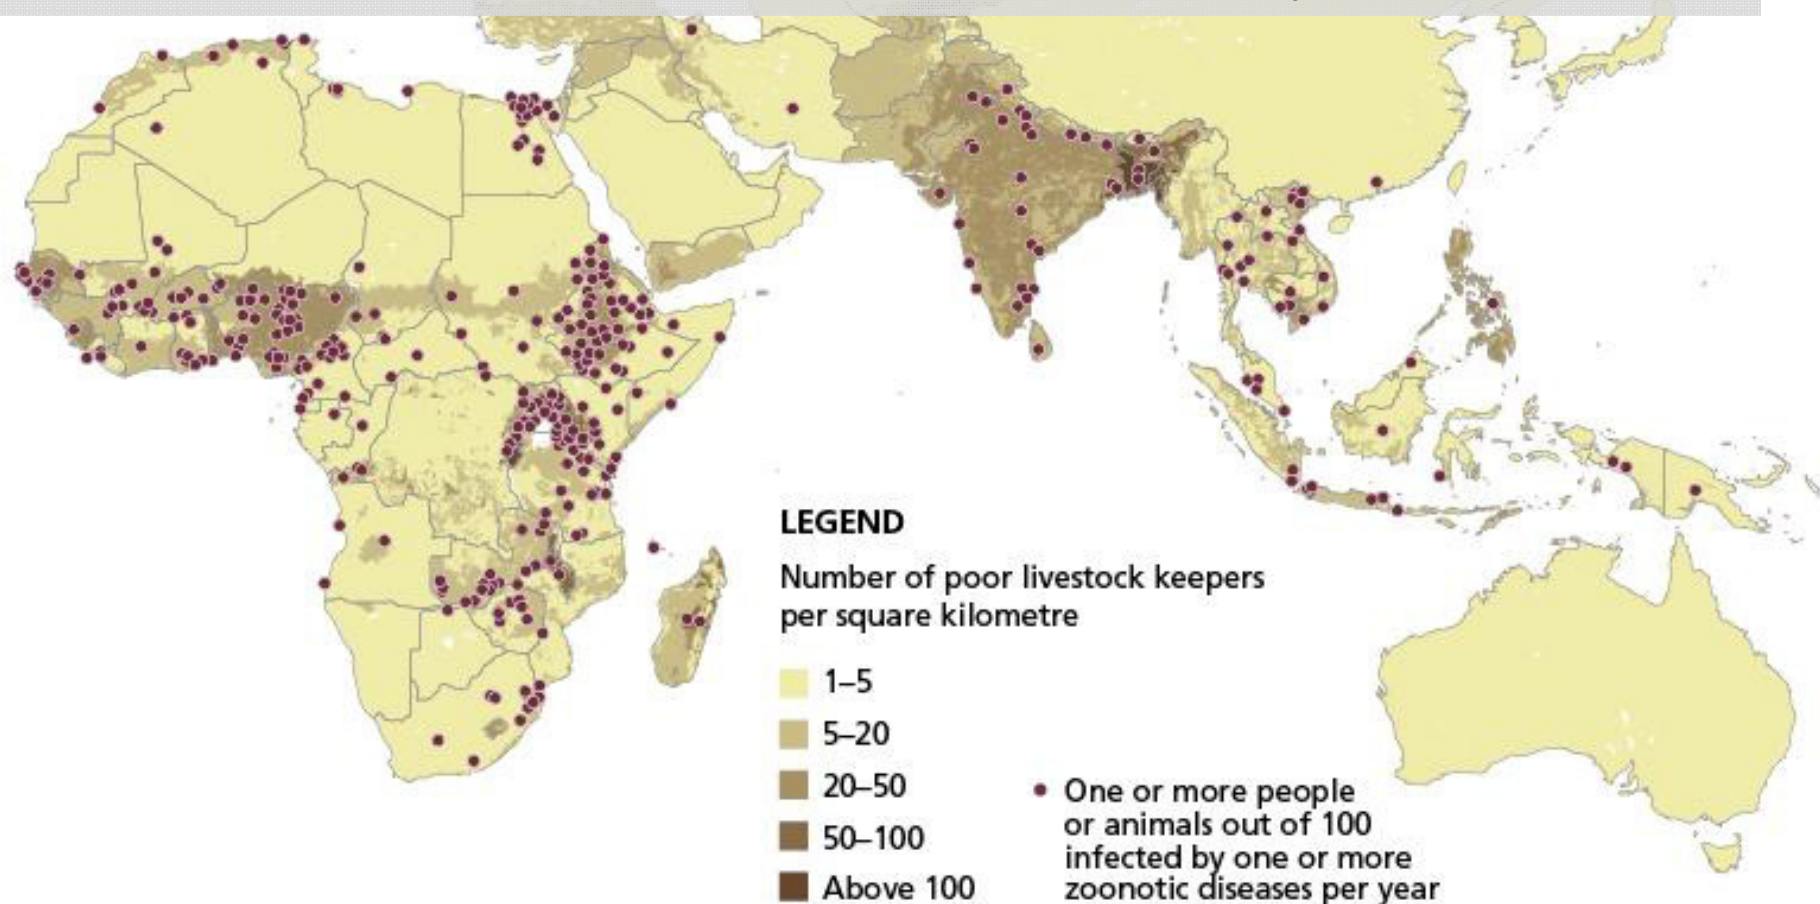 LEGEND
Number of poor livestock keepers
per square kilometre
1–5
5–20
20–50
50–100
Above 100
One or more people
or animals out of 100
infected by one or more
zoonotic diseases per year